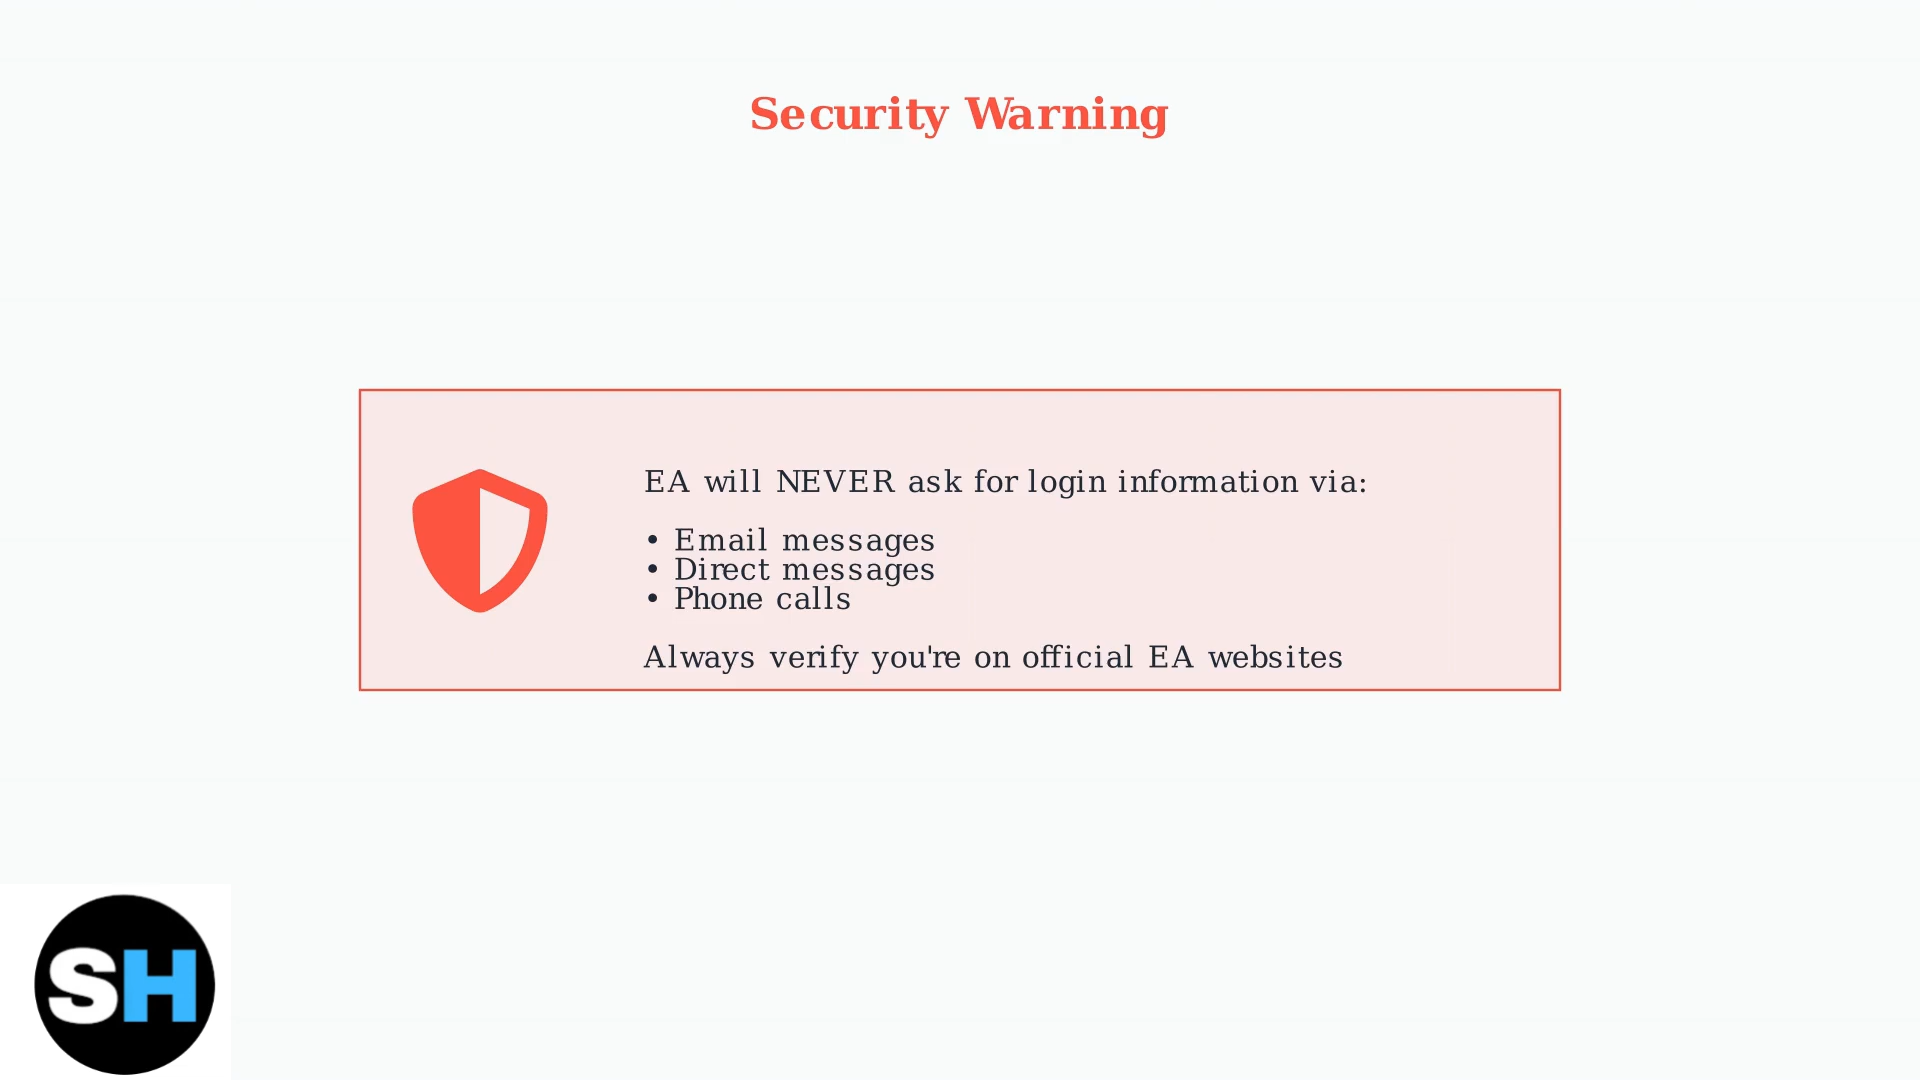 Security Warning
EA will NEVER ask for login information via:
• Email messages
• Direct messages
• Phone calls
Always verify you're on official EA websites
SH